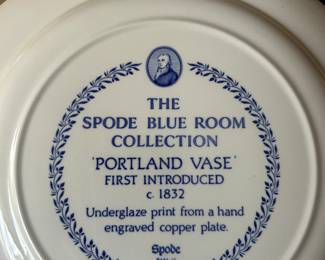 THE
SPODE BLUE ROOM
COLLECTION
'PORTLAND VASE'
FIRST INTRODUCED
c. 1832
Underglaze print from a hand
engraved copper plate.
Spode